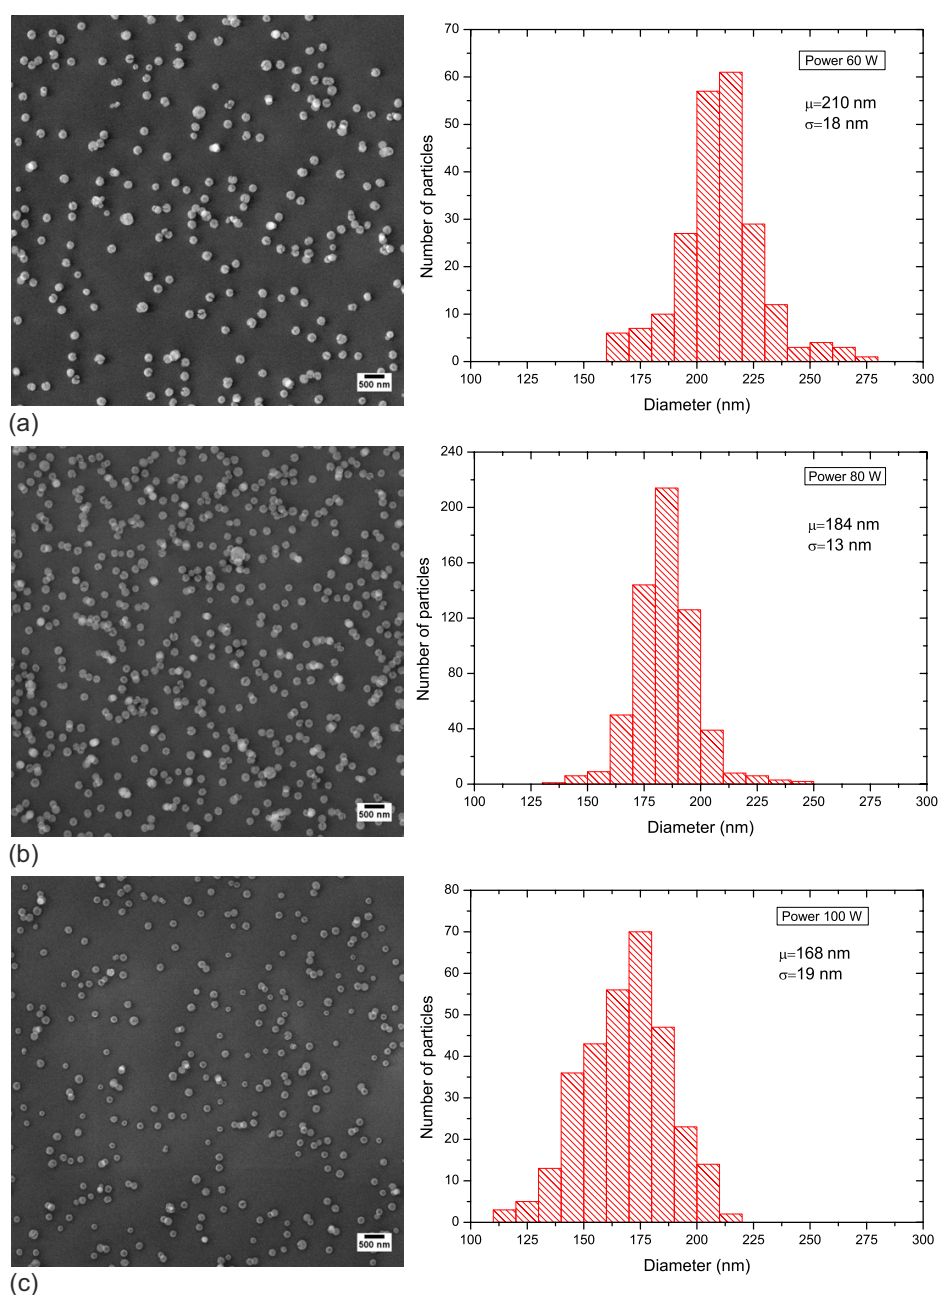 70
60
50
40
30
20
10
0
Number of particles
Power 60 W
μ=210 nm
σ=18 nm
100 125 150 175 200 225 250 275 300
Diameter (nm)
500 nm
(a)
240
200
160
120
80
40
0
Number of particles
Power 80 W
μ=184 nm
σ=13 nm
100 125 150 175 200 225 250 275 300
Diameter (nm)
500 nm
(b)
80
70
60
50
40
30
20
10
0
Number of particles
Power 100 W
μ=168 nm
σ=19 nm
100 125 150 175 200 225 250 275 300
Diameter (nm)
500 nm
(c)